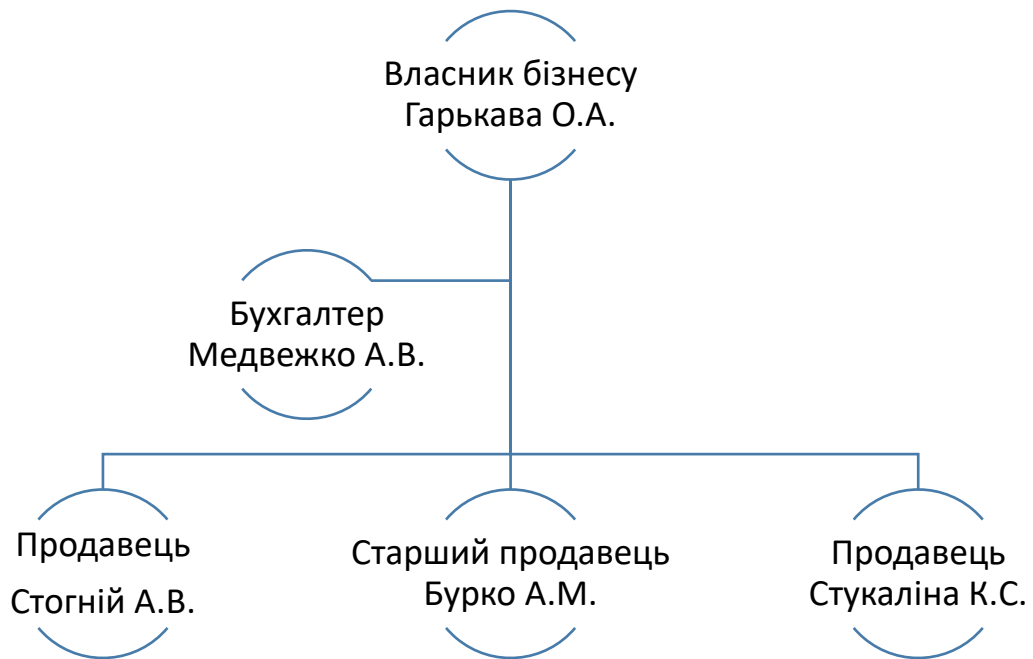 Власник бізнесу
Гарькава О.А.
Бухгалтер
Медвежко А.В.
Продавець
Стогній А.В.
Старший продавець
Бурко А.М.
Продавець
Стукаліна К.С.